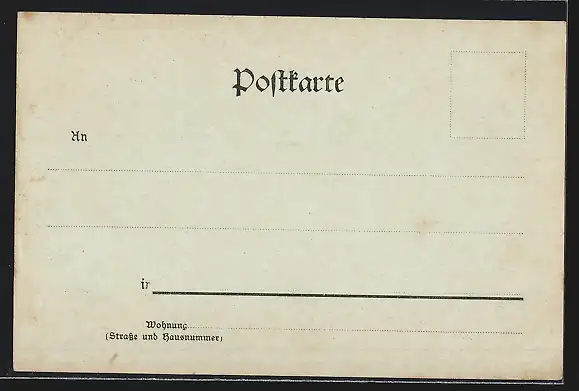 Postkarte
An
in
Wohnung
(Straße und Hausnummer)